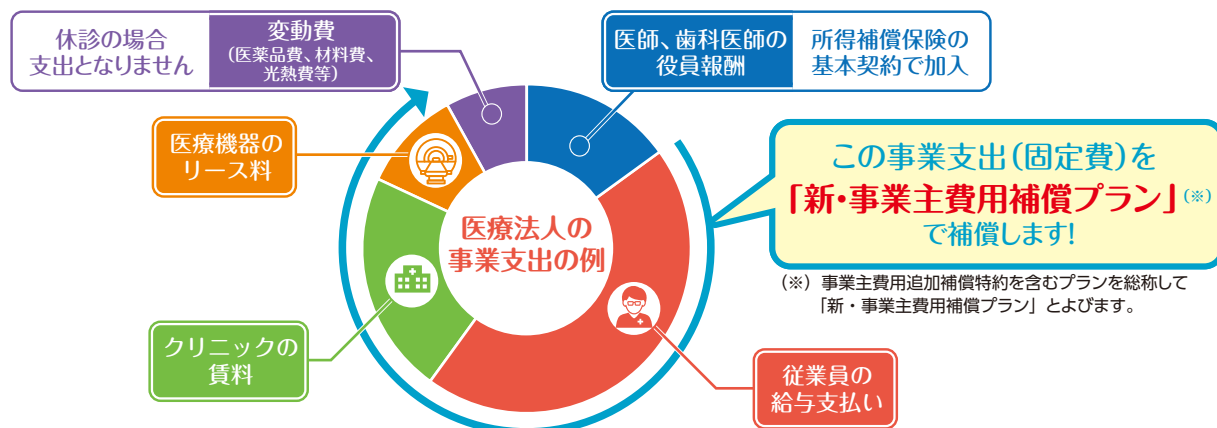 休診の場合
支出となりません
変動費
(医薬品費、材料費、
光熱費等)
医師、歯科医師の
役員報酬
所得補償保険の
基本契約で加入
医療機器の
リース料
医療法人の
事業支出の例
この事業支出(固定費)を
「新・事業主費用補償プラン」(※)
で補償します!
(※) 事業主費用追加補償特約を含むプランを総称して
「新・事業主費用補償プラン」とよびます。
クリニックの
賃料
従業員の
給与支払い